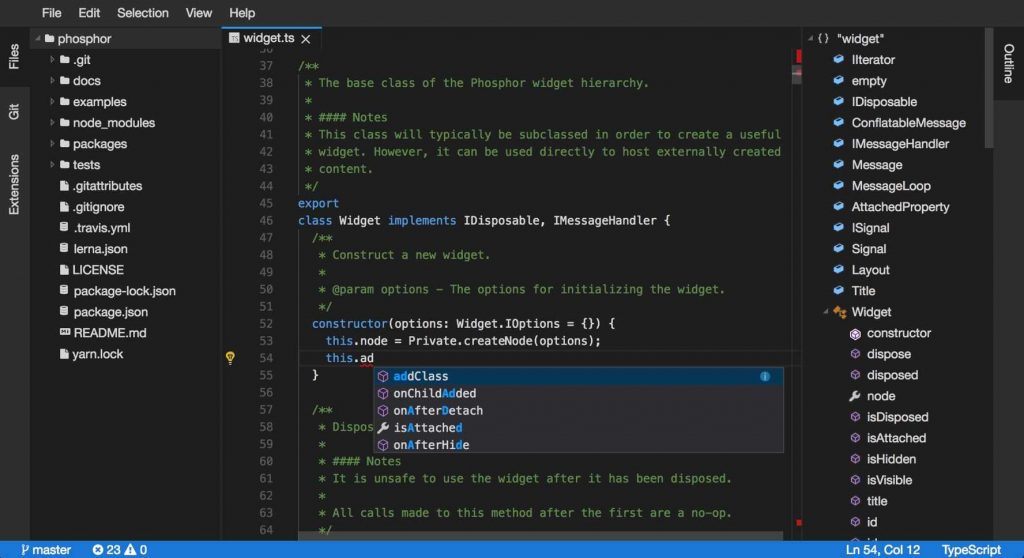 File Edit Selection View Help
Files
Git
Extensions
phosphor
.git
docs
examples
node_modules
packages
tests
.gitattributes
.gitignore
.travis.yml
lerna.json
LICENSE
package-lock.json
package.json
README.md
yarn.lock
TS widget.ts
37 /**
38 * The base class of the Phosphor widget hierarchy.
39 *
40 * #### Notes
41 * This class will typically be subclassed in order to create a useful
42 * widget. However, it can be used directly to host externally created
43 * content.
44 */
45 export
46 class Widget implements IDisposable, IMessageHandler {
47 /**
48 * Construct a new widget.
49 *
50 * @param options - The options for initializing the widget.
51 */
52 constructor(options: Widget.IOptions = {}) {
53 this.node = Private.createNode(options);
54 this.ad
55 }
addClass
onChildAdded
onAfterDetach
isAttached
onAfterHide
56
57 /**
58 * Dispos
59 *
60 * #### Notes
61 * It is unsafe to use the widget after it has been disposed.
62 *
63 * All calls made to this method after the first are a no-op.
64 */
{} "widget"
IIterator
empty
IDisposable
ConflatableMessage
IMessageHandler
Message
MessageLoop
AttachedProperty
ISignal
Signal
Layout
Title
Widget
constructor
dispose
disposed
node
isDisposed
isAttached
isHidden
isVisible
title
id
Outline
master 23 0 Ln 54, Col 12 TypeScript